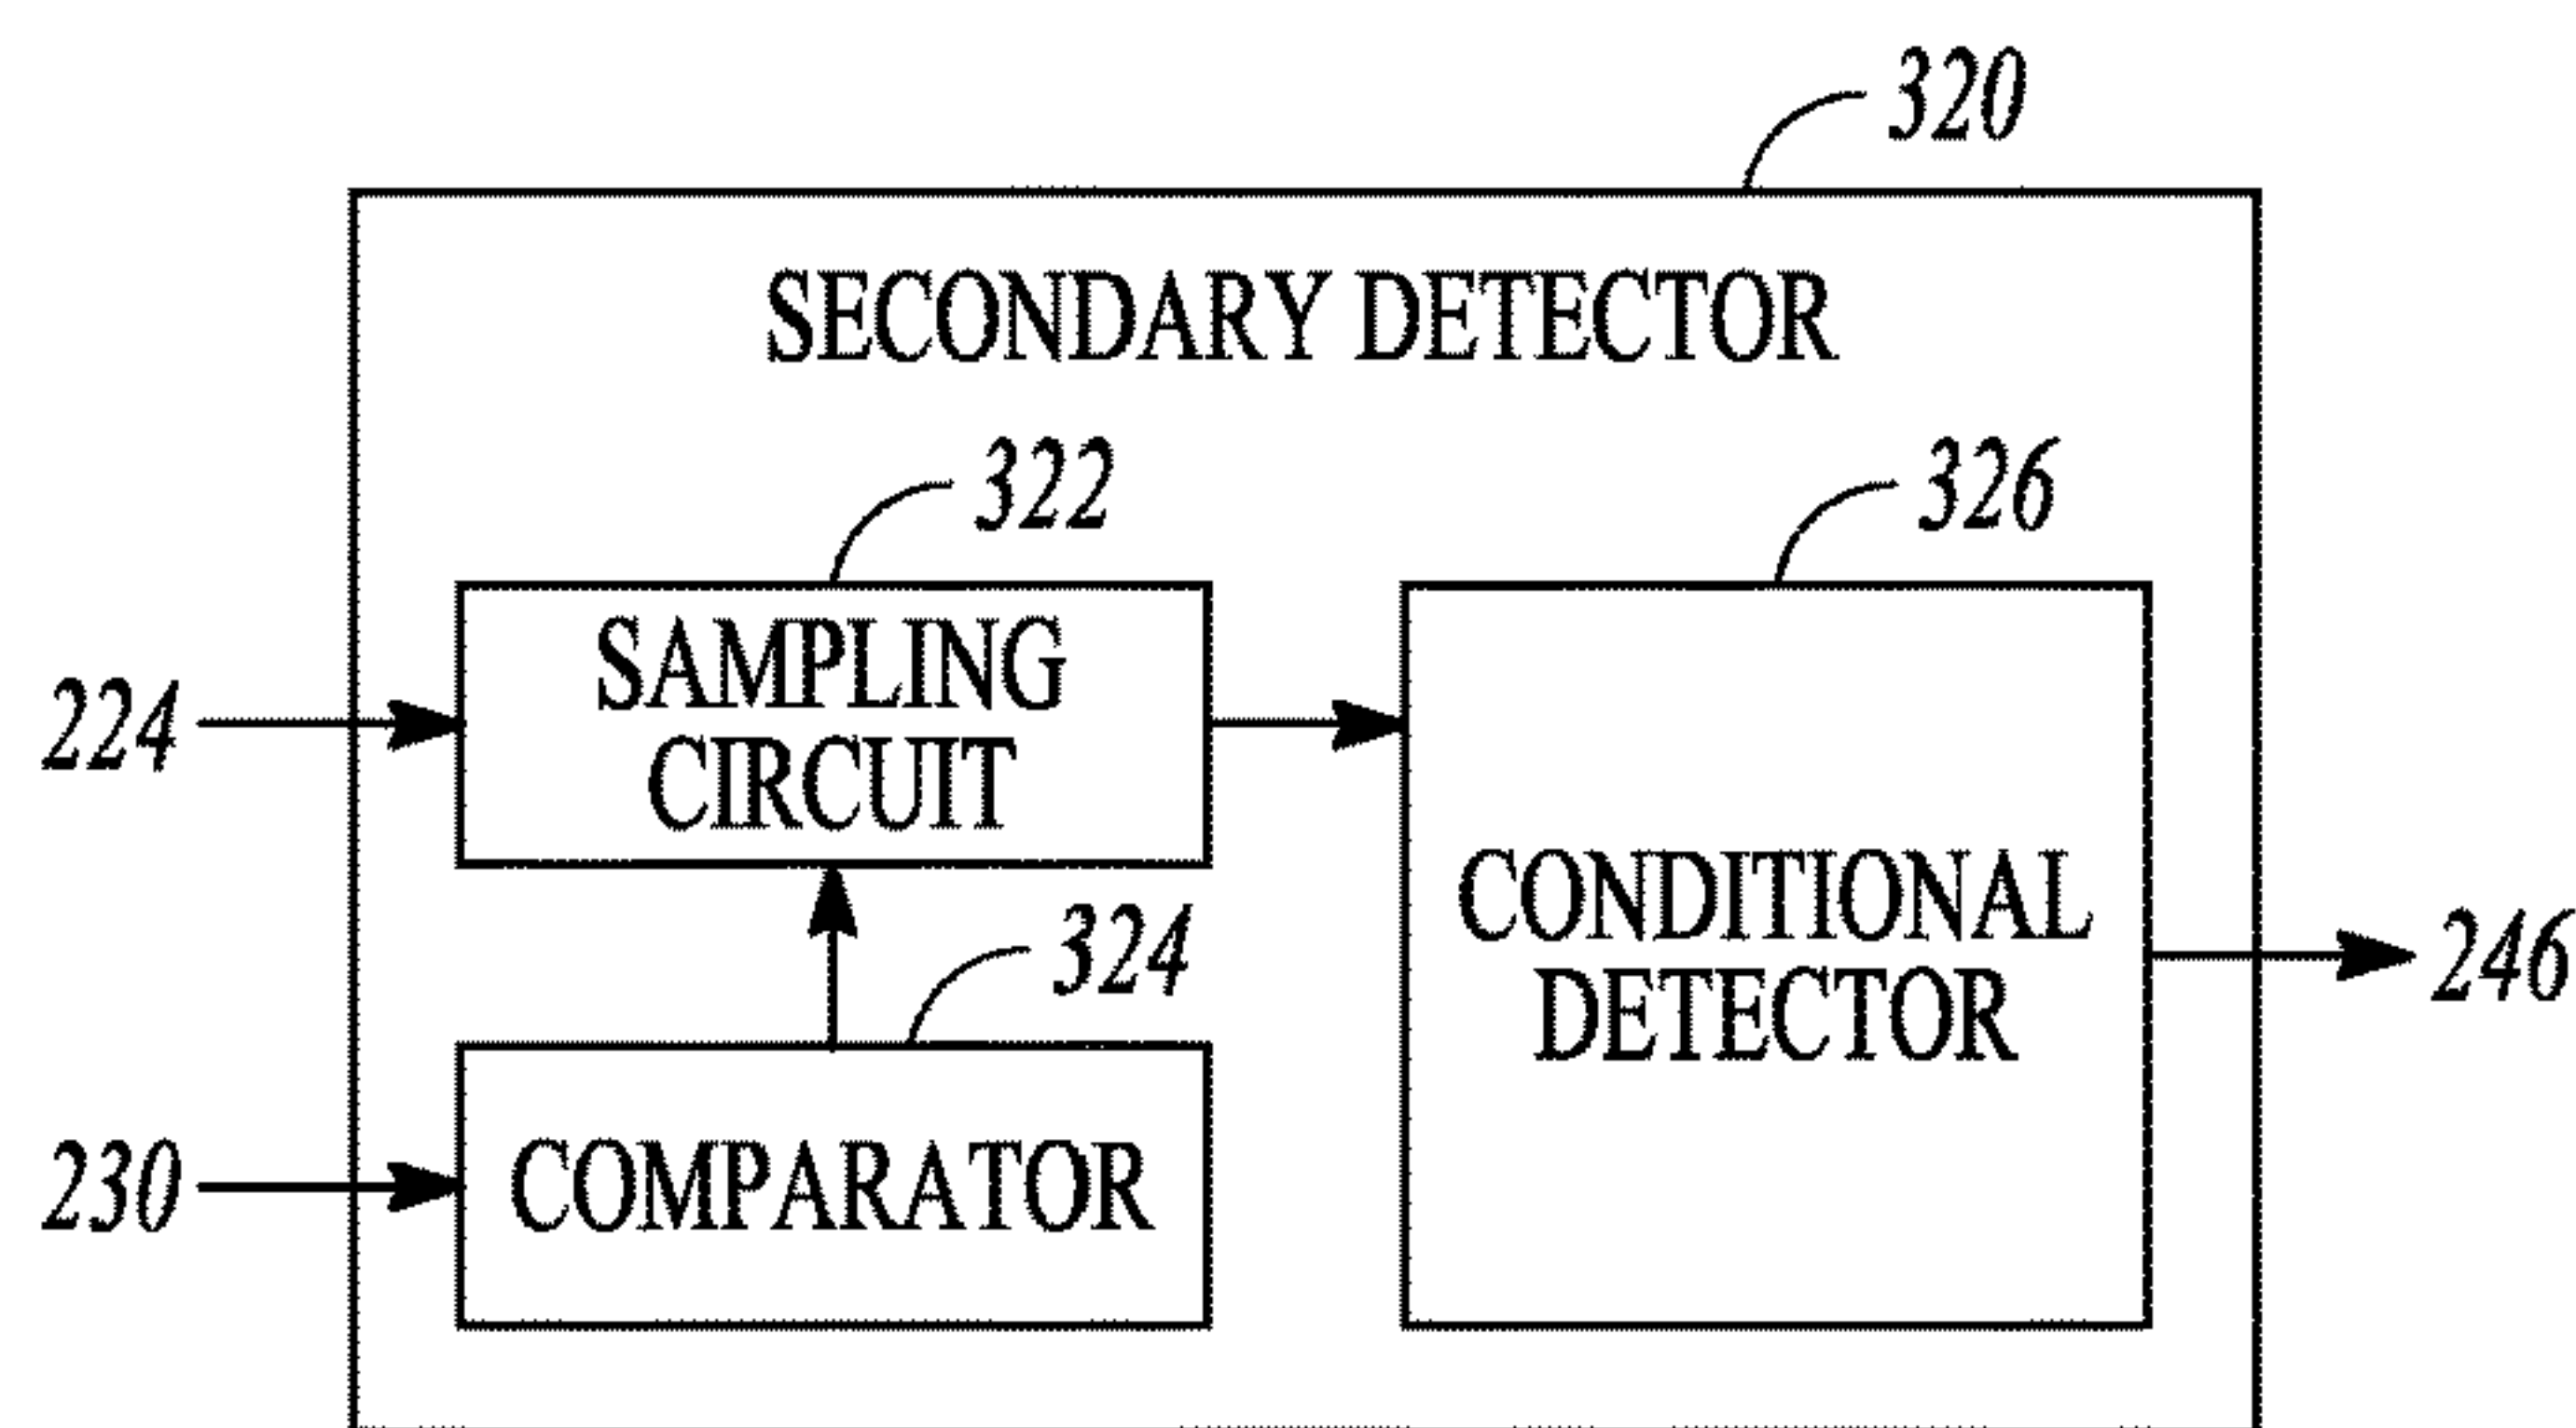 320
SECONDARY DETECTOR
322
326
SAMPLING
CIRCUIT
224
324
CONDITIONAL
DETECTOR
246
230
COMPARATOR